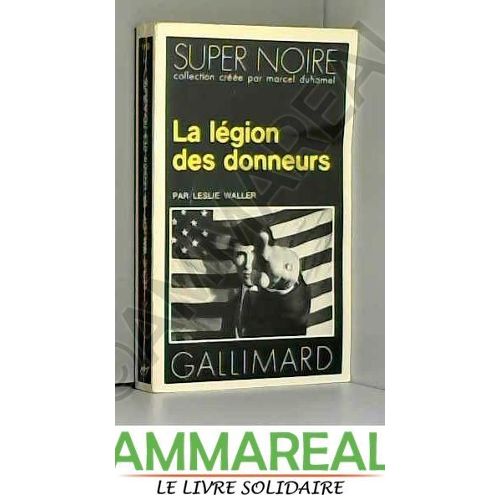 SUPER NOIRE
collection créée par marcel duhamel
La légion
des donneurs
PAR LESLIE WALLER
GALLIMARD
©AMMAREAL
AMMAREAL
LE LIVRE SOLIDAIRE